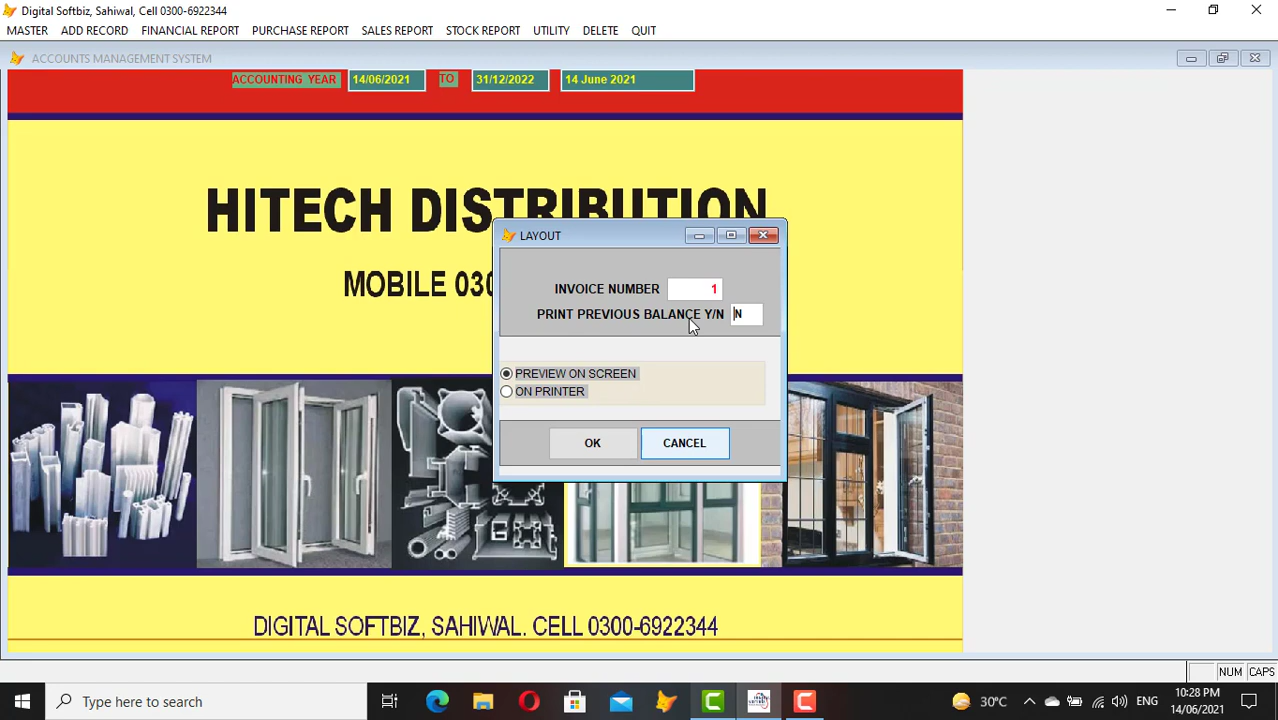 Digital Softbiz, Sahiwal, Cell 0300-6922344
MASTER ADD RECORD FINANCIAL REPORT PURCHASE REPORT SALES REPORT STOCK REPORT UTILITY DELETE QUIT
ACCOUNTS MANAGEMENT SYSTEM
ACCOUNTING YEAR 14/06/2021 TO 31/12/2022 14 June 2021
HITECH DISTRIBUTION
MOBILE 030
LAYOUT
INVOICE NUMBER 1
PRINT PREVIOUS BALANCE Y/N N
PREVIEW ON SCREEN
ON PRINTER
OK CANCEL
DIGITAL SOFTBIZ, SAHIWAL. CELL 0300-6922344
NUM CAPS
Type here to search
30°C
ENG
10:28 PM
14/06/2021